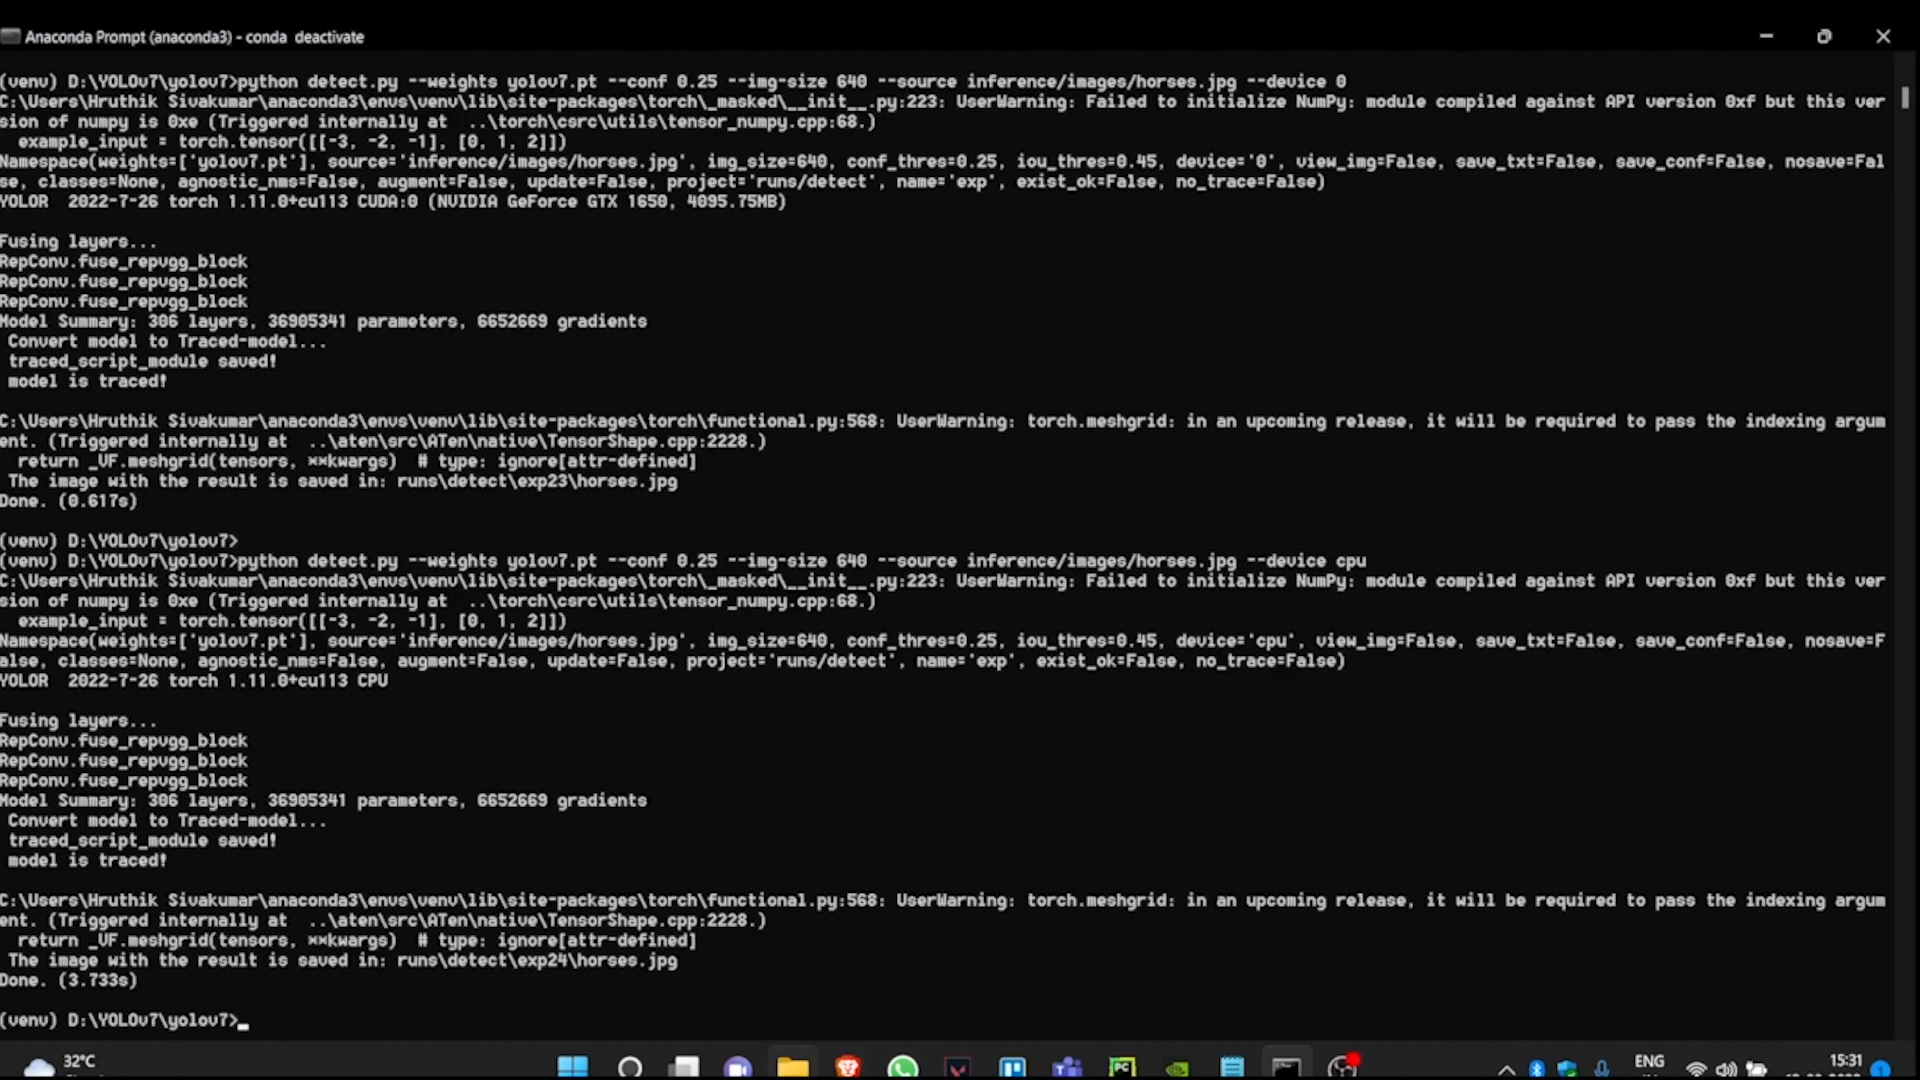 Anaconda Prompt (anaconda3) - conda  deactivate
(venv) D:\YOLOv7\yolov7>python detect.py --weights yolov7.pt --conf 0.25 --img-size 640 --source inference/images/horses.jpg --device 0
C:\Users\Hruthik Sivakumar\anaconda3\envs\venv\lib\site-packages\torch\_masked\__init__.py:223: UserWarning: Failed to initialize NumPy: module compiled against API version 0xf but this ver
sion of numpy is 0xe (Triggered internally at  ..\torch\csrc\utils\tensor_numpy.cpp:68.)
  example_input = torch.tensor([[-3, -2, -1], [0, 1, 2]])
Namespace(weights=['yolov7.pt'], source='inference/images/horses.jpg', img_size=640, conf_thres=0.25, iou_thres=0.45, device='0', view_img=False, save_txt=False, save_conf=False, nosave=Fal
se, classes=None, agnostic_nms=False, augment=False, update=False, project='runs/detect', name='exp', exist_ok=False, no_trace=False)
YOLOR  2022-7-26 torch 1.11.0+cu113 CUDA:0 (NVIDIA GeForce GTX 1650, 4095.75MB)
Fusing layers...
RepConv.fuse_repvgg_block
RepConv.fuse_repvgg_block
RepConv.fuse_repvgg_block
Model Summary: 306 layers, 36905341 parameters, 6652669 gradients
 Convert model to Traced-model...
 traced_script_module saved!
 model is traced!
C:\Users\Hruthik Sivakumar\anaconda3\envs\venv\lib\site-packages\torch\functional.py:568: UserWarning: torch.meshgrid: in an upcoming release, it will be required to pass the indexing argum
ent. (Triggered internally at  ..\aten\src\ATen\native\TensorShape.cpp:2228.)
  return _VF.meshgrid(tensors, **kwargs)  # type: ignore[attr-defined]
 The image with the result is saved in: runs\detect\exp23\horses.jpg
Done. (0.617s)
(venv) D:\YOLOv7\yolov7>
(venv) D:\YOLOv7\yolov7>python detect.py --weights yolov7.pt --conf 0.25 --img-size 640 --source inference/images/horses.jpg --device cpu
C:\Users\Hruthik Sivakumar\anaconda3\envs\venv\lib\site-packages\torch\_masked\__init__.py:223: UserWarning: Failed to initialize NumPy: module compiled against API version 0xf but this ver
sion of numpy is 0xe (Triggered internally at  ..\torch\csrc\utils\tensor_numpy.cpp:68.)
  example_input = torch.tensor([[-3, -2, -1], [0, 1, 2]])
Namespace(weights=['yolov7.pt'], source='inference/images/horses.jpg', img_size=640, conf_thres=0.25, iou_thres=0.45, device='cpu', view_img=False, save_txt=False, save_conf=False, nosave=F
alse, classes=None, agnostic_nms=False, augment=False, update=False, project='runs/detect', name='exp', exist_ok=False, no_trace=False)
YOLOR  2022-7-26 torch 1.11.0+cu113 CPU
Fusing layers...
RepConv.fuse_repvgg_block
RepConv.fuse_repvgg_block
RepConv.fuse_repvgg_block
Model Summary: 306 layers, 36905341 parameters, 6652669 gradients
 Convert model to Traced-model...
 traced_script_module saved!
 model is traced!
C:\Users\Hruthik Sivakumar\anaconda3\envs\venv\lib\site-packages\torch\functional.py:568: UserWarning: torch.meshgrid: in an upcoming release, it will be required to pass the indexing argum
ent. (Triggered internally at  ..\aten\src\ATen\native\TensorShape.cpp:2228.)
  return _VF.meshgrid(tensors, **kwargs)  # type: ignore[attr-defined]
 The image with the result is saved in: runs\detect\exp24\horses.jpg
Done. (3.733s)
(venv) D:\YOLOv7\yolov7>_
32°C
ENG
15:31